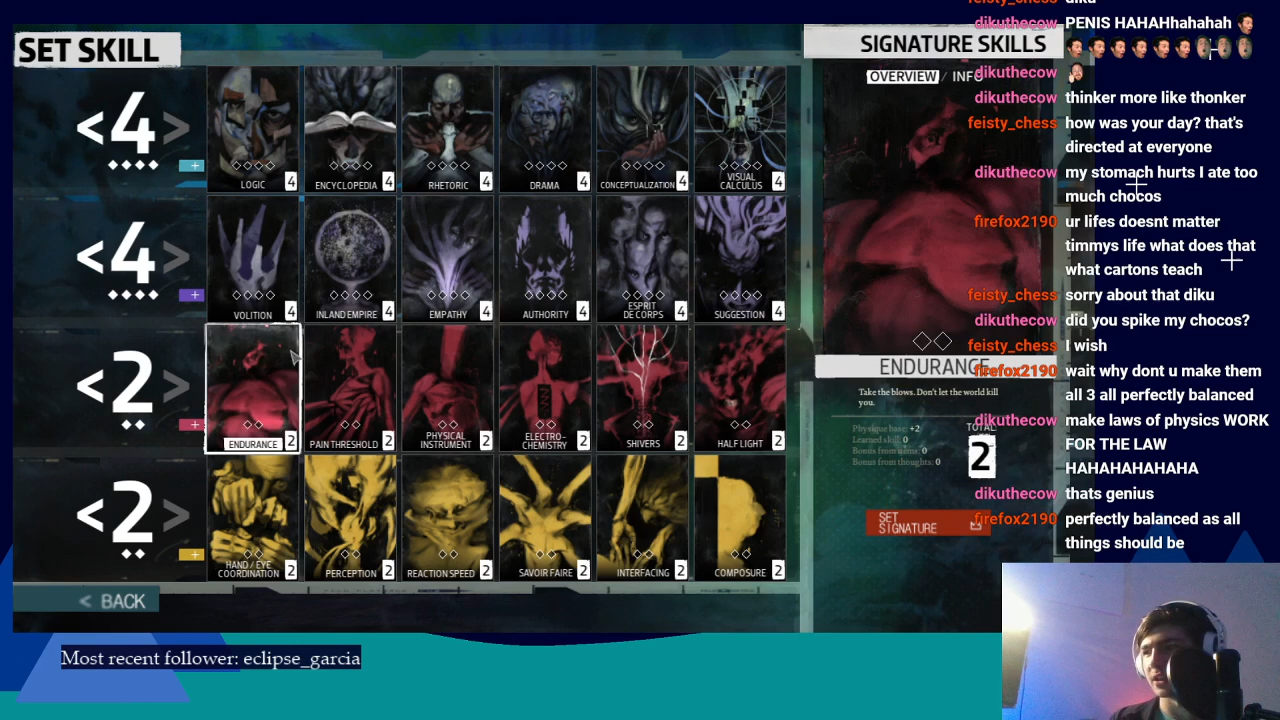 SET SKILL
<4>
+
LOGIC 4
ENCYCLOPEDIA 4
RHETORIC 4
DRAMA 4
CONCEPTUALIZATION 4
VISUAL
CALCULUS 4
<4>
+
VOLITION 4
INLAND EMPIRE 4
EMPATHY 4
AUTHORITY 4
ESPRIT
DE CORPS 4
SUGGESTION 4
<2>
+
ENDURANCE 2
PAIN THRESHOLD 2
PHYSICAL
INSTRUMENT 2
ELECTRO-
CHEMISTRY 2
SHIVERS 2
HALF LIGHT 2
<2>
+
HAND / EYE
COORDINATION 2
PERCEPTION 2
REACTION SPEED 2
SAVOIR FAIRE 2
INTERFACING 2
COMPOSURE 2
< BACK
SIGNATURE SKILLS
OVERVIEW / INFO
ENDURANCE
Take the blows. Don't let the world kill
you.
Physique base: +2
Learned skill: 0
Bonus from items: 0
Bonus from thoughts: 0
TOTAL
2
SET
SIGNATURE
feisty_chess diku
dikuthecow PENIS HAHAHhahahah
dikuthecow
dikuthecow thinker more like thonker
feisty_chess how was your day? that's
directed at everyone
dikuthecow my stomach hurts I ate too
much chocos
firefox2190 ur lifes doesnt matter
timmys life what does that
what cartons teach
feisty_chess sorry about that diku
dikuthecow did you spike my chocos?
feisty_chess I wish
firefox2190 wait why dont u make them
all 3 all perfectly balanced
dikuthecow make laws of physics WORK
FOR THE LAW
HAHAHAHAHAHA
dikuthecow thats genius
firefox2190 perfectly balanced as all
things should be
Most recent follower: eclipse_garcia